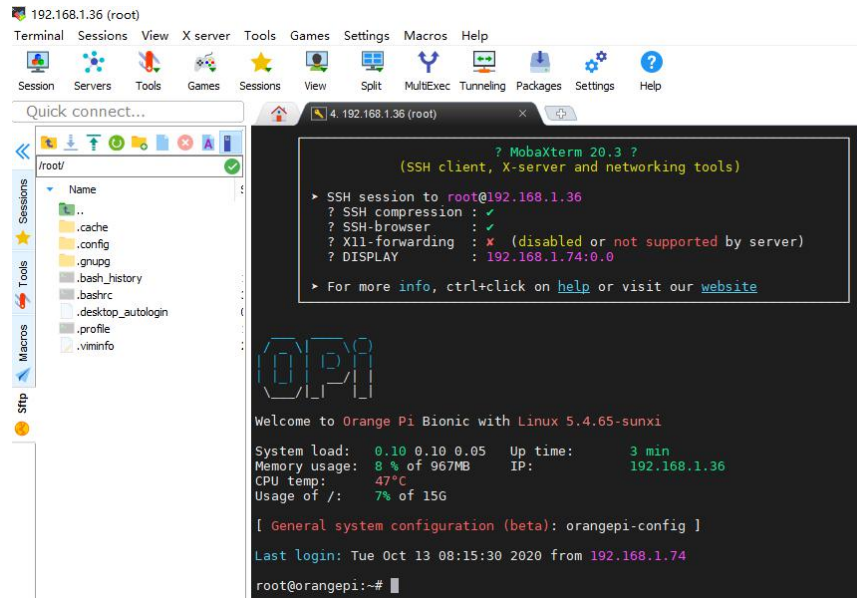 192.168.1.36 (root)
Terminal Sessions View X server Tools Games Settings Macros Help
Session Servers Tools Games Sessions View Split MultiExec Tunneling Packages Settings Help
Quick connect...
4. 192.168.1.36 (root)
/root/
Name
..
.cache
.config
.gnupg
.bash_history
.bashrc
.desktop_autologin
.profile
.viminfo
Sessions
Tools
Macros
Sftp
? MobaXterm 20.3 ?
(SSH client, X-server and networking tools)
➤ SSH session to root@192.168.1.36
? SSH compression : ✔
? SSH-browser : ✔
? X11-forwarding : ✘ (disabled or not supported by server)
? DISPLAY : 192.168.1.74:0.0
➤ For more info, ctrl+click on help or visit our website
OPi
Welcome to Orange Pi Bionic with Linux 5.4.65-sunxi
System load: 0.10 0.10 0.05 Up time: 3 min
Memory usage: 8 % of 967MB IP: 192.168.1.36
CPU temp: 47°C
Usage of /: 7% of 15G
[ General system configuration (beta): orangepi-config ]
Last login: Tue Oct 13 08:15:30 2020 from 192.168.1.74
root@orangepi:~#